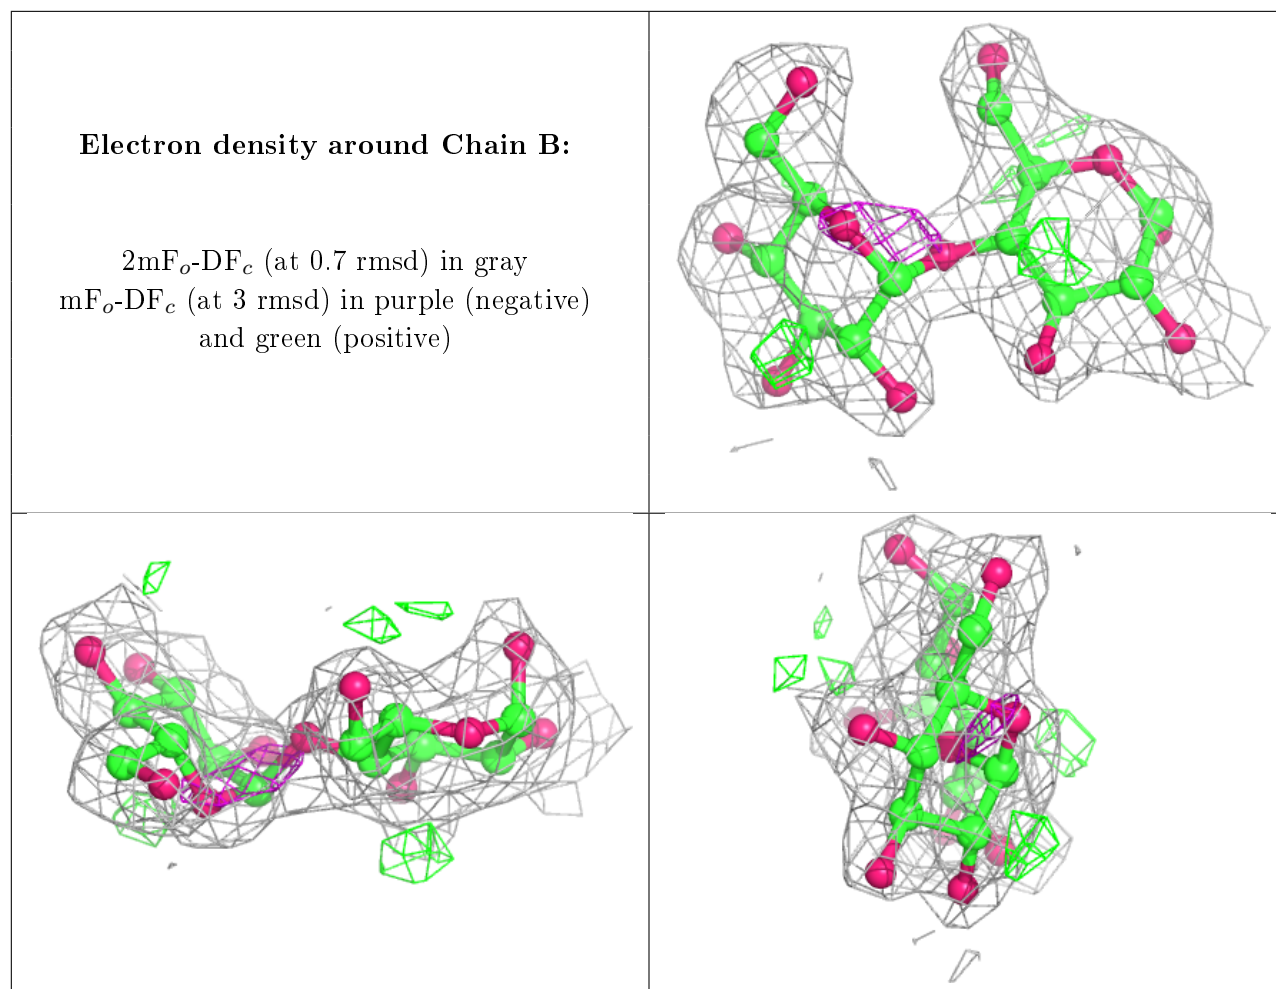 Electron density around Chain B:
2mFo-DFc (at 0.7 rmsd) in gray
mFo-DFc (at 3 rmsd) in purple (negative)
and green (positive)